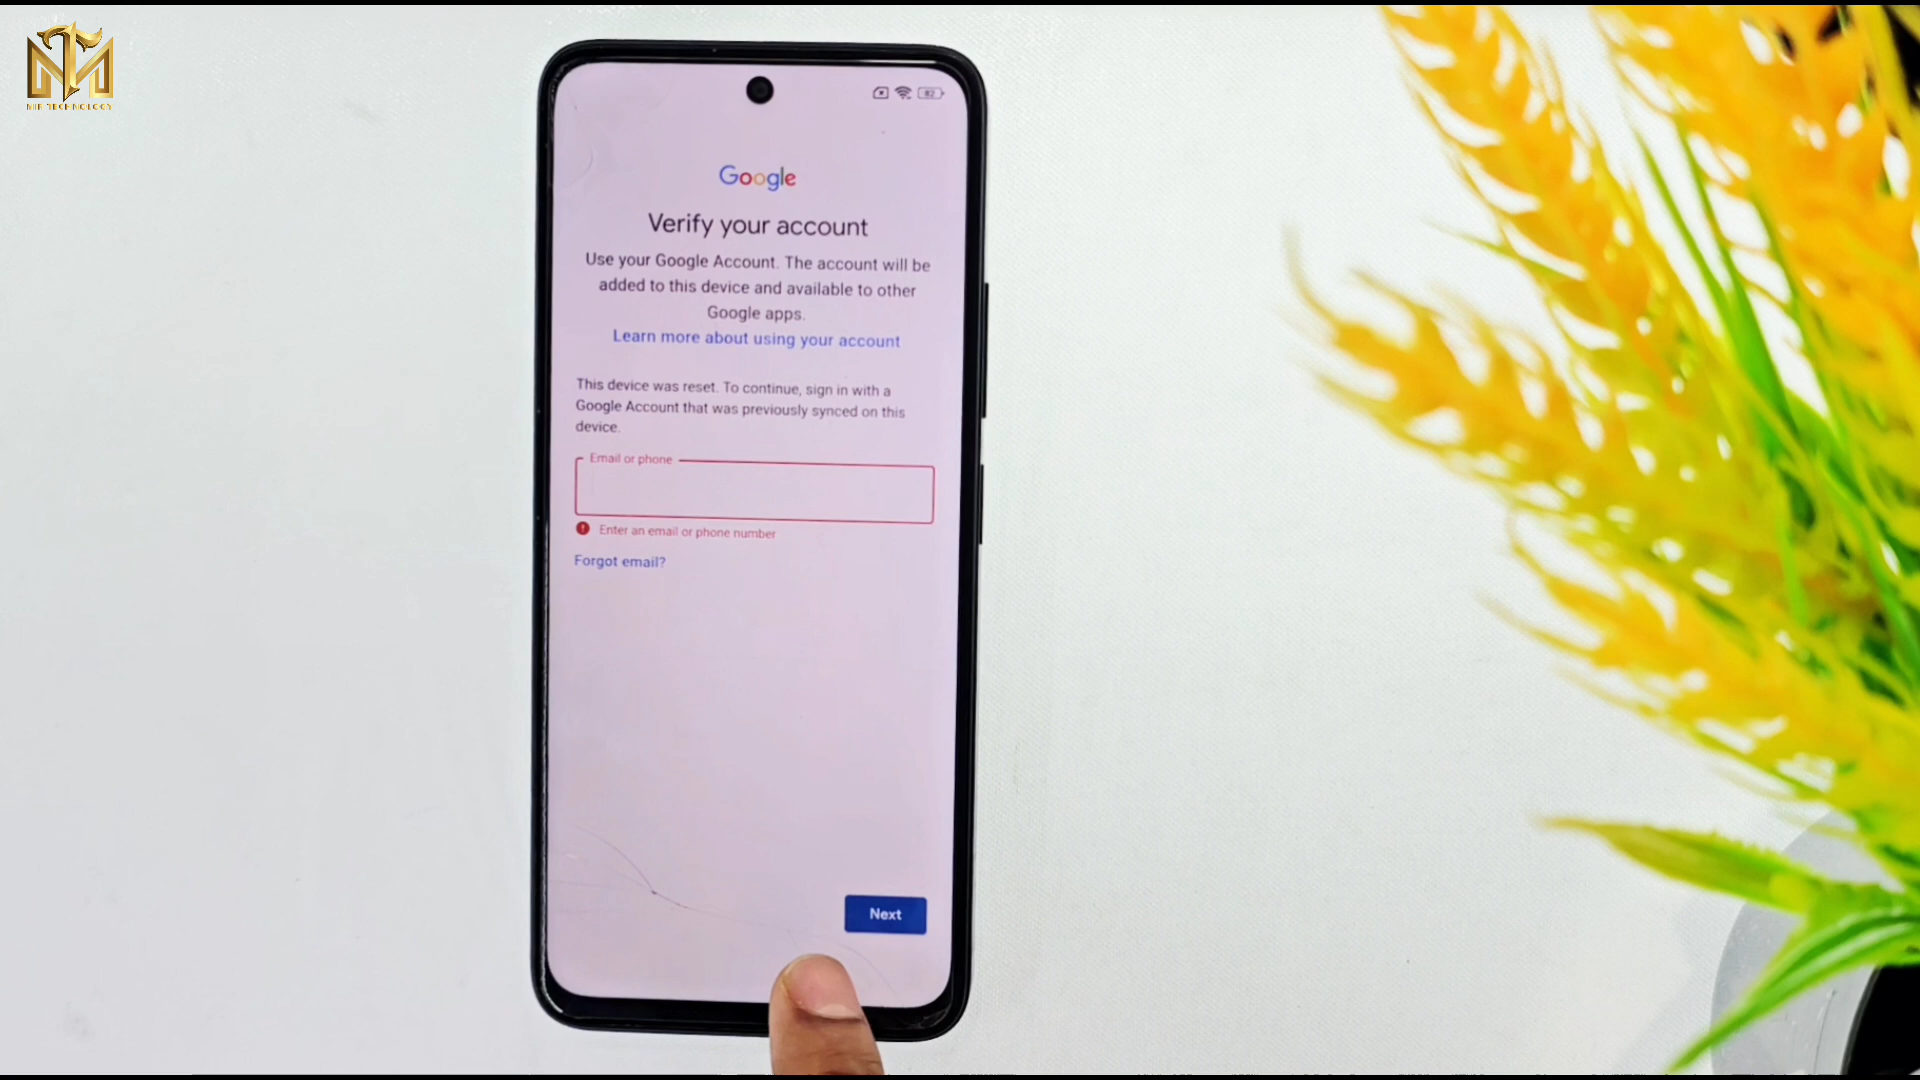 MIR TECHNOLOGY
82
Google
Verify your account
Use your Google Account. The account will be
added to this device and available to other
Google apps.
Learn more about using your account
This device was reset. To continue, sign in with a
Google Account that was previously synced on this
device.
Email or phone
Enter an email or phone number
Forgot email?
Next